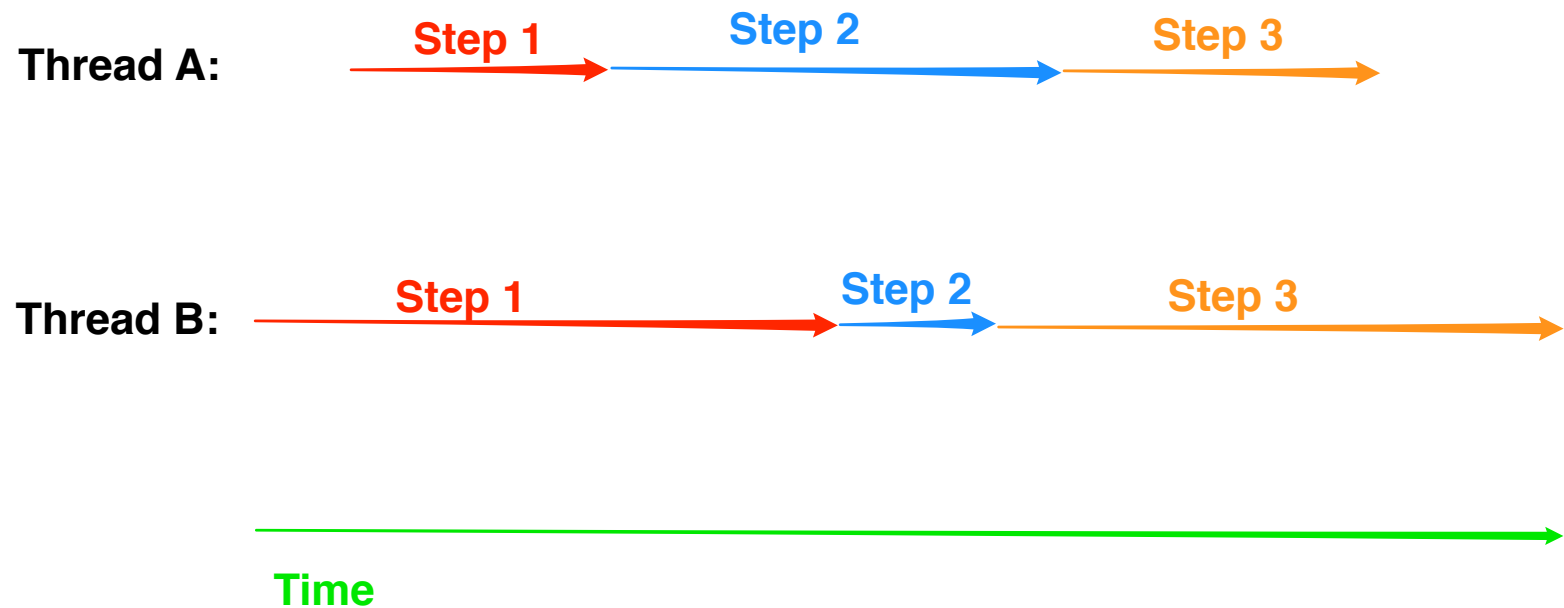 Thread A:
Step 1
Step 2
Step 3
Thread B:
Step 1
Step 2
Step 3
Time